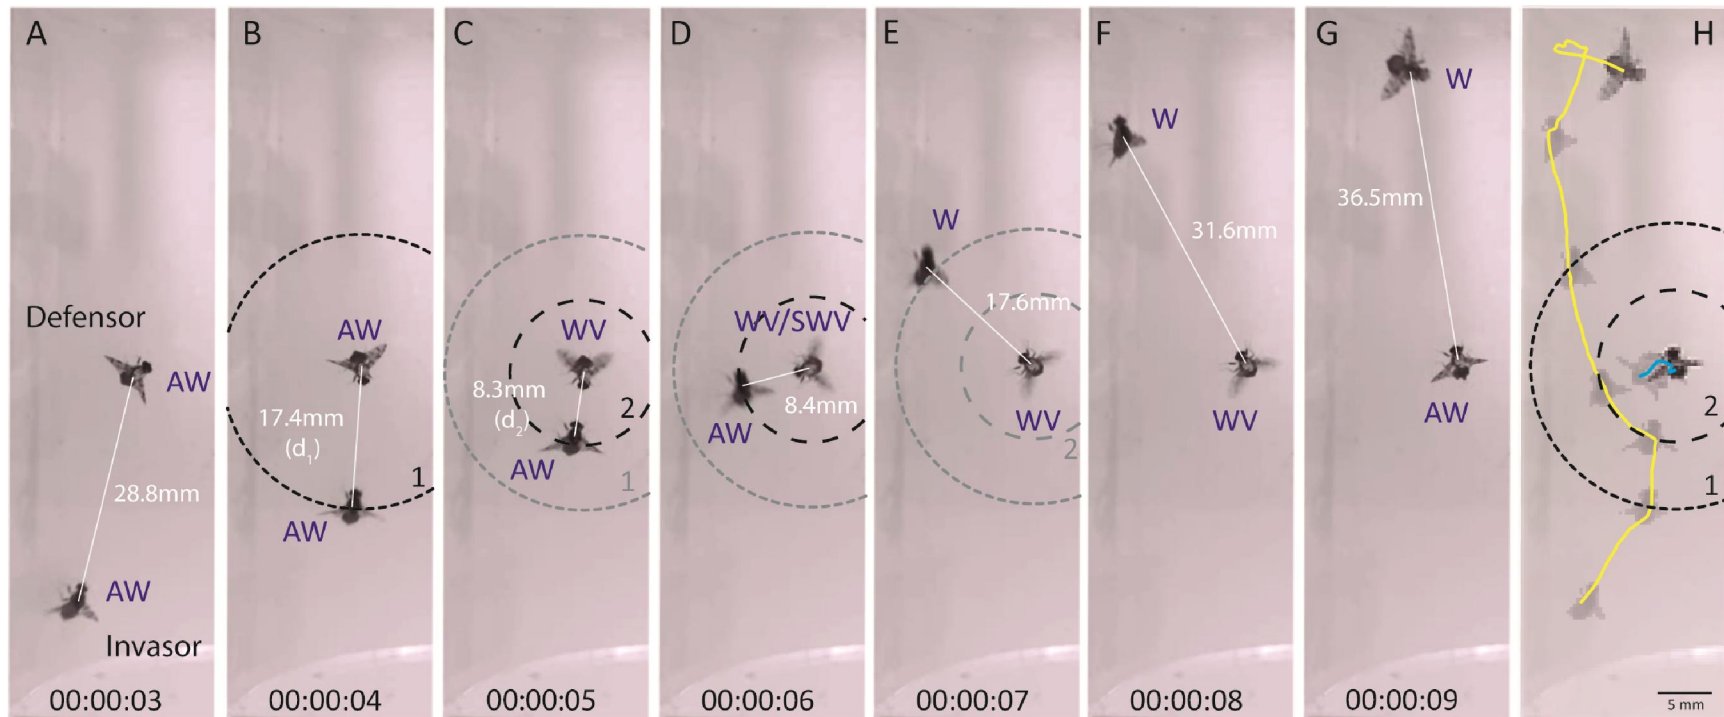 A
Defensor
AW
28.8mm
AW
Invasor
00:00:03
B
AW
17.4mm
(d1)
1
AW
00:00:04
C
WV
8.3mm
(d2)
2
AW
1
00:00:05
D
WV/SWV
8.4mm
AW
00:00:06
E
W
17.6mm
WV
2
00:00:07
F
W
31.6mm
WV
00:00:08
G
W
36.5mm
AW
00:00:09
H
2
1
5 mm